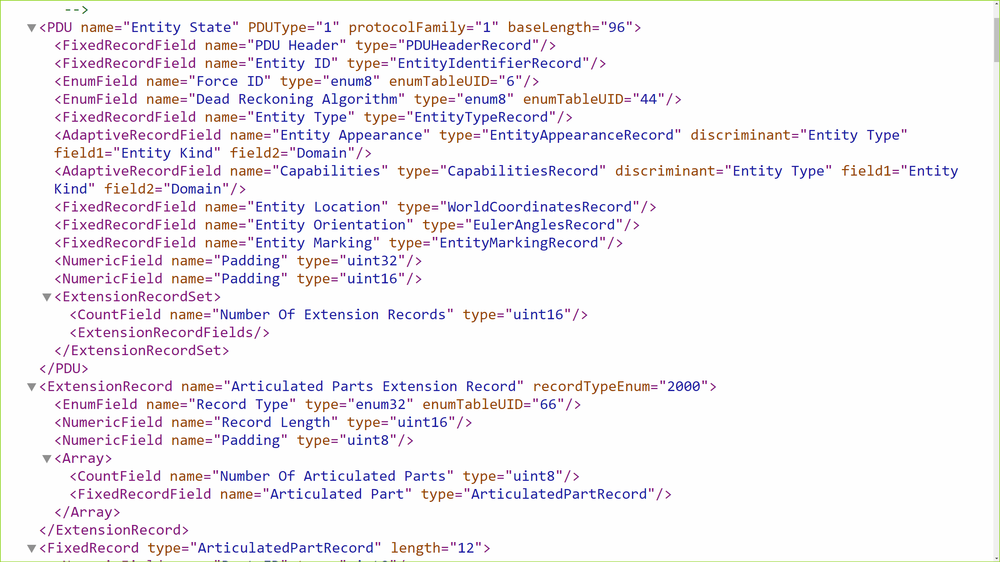 -->
<PDU name="Entity State" PDUType="1" protocolFamily="1" baseLength="96">
<FixedRecordField name="PDU Header" type="PDUHeaderRecord"/>
<FixedRecordField name="Entity ID" type="EntityIdentifierRecord"/>
<EnumField name="Force ID" type="enum8" enumTableUID="6"/>
<EnumField name="Dead Reckoning Algorithm" type="enum8" enumTableUID="44"/>
<FixedRecordField name="Entity Type" type="EntityTypeRecord"/>
<AdaptiveRecordField name="Entity Appearance" type="EntityAppearanceRecord" discriminant="Entity Type"
field1="Entity Kind" field2="Domain"/>
<AdaptiveRecordField name="Capabilities" type="CapabilitiesRecord" discriminant="Entity Type" field1="Entity
Kind" field2="Domain"/>
<FixedRecordField name="Entity Location" type="WorldCoordinatesRecord"/>
<FixedRecordField name="Entity Orientation" type="EulerAnglesRecord"/>
<FixedRecordField name="Entity Marking" type="EntityMarkingRecord"/>
<NumericField name="Padding" type="uint32"/>
<NumericField name="Padding" type="uint16"/>
<ExtensionRecordSet>
<CountField name="Number Of Extension Records" type="uint16"/>
<ExtensionRecordFields/>
</ExtensionRecordSet>
</PDU>
<ExtensionRecord name="Articulated Parts Extension Record" recordTypeEnum="2000">
<EnumField name="Record Type" type="enum32" enumTableUID="66"/>
<NumericField name="Record Length" type="uint16"/>
<NumericField name="Padding" type="uint8"/>
<Array>
<CountField name="Number Of Articulated Parts" type="uint8"/>
<FixedRecordField name="Articulated Part" type="ArticulatedPartRecord"/>
</Array>
</ExtensionRecord>
<FixedRecord type="ArticulatedPartRecord" length="12">